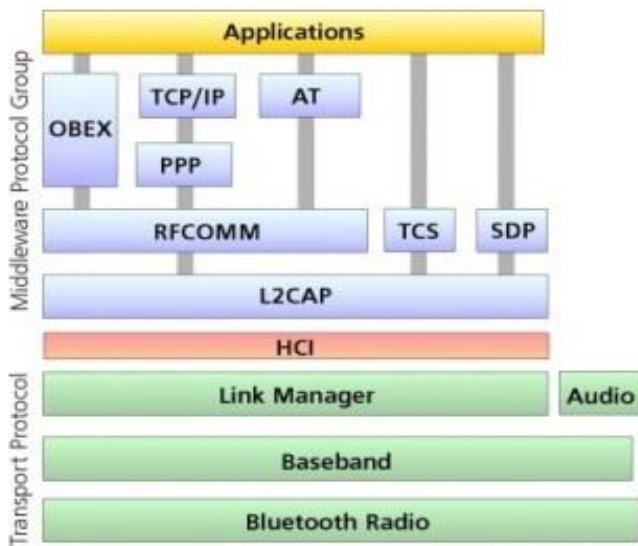 Applications
TCP/IP
AT
OBEX
PPP
RFCOMM
TCS
SDP
L2CAP
HCI
Link Manager
Audio
Baseband
Bluetooth Radio
Middleware Protocol Group
Transport Protocol